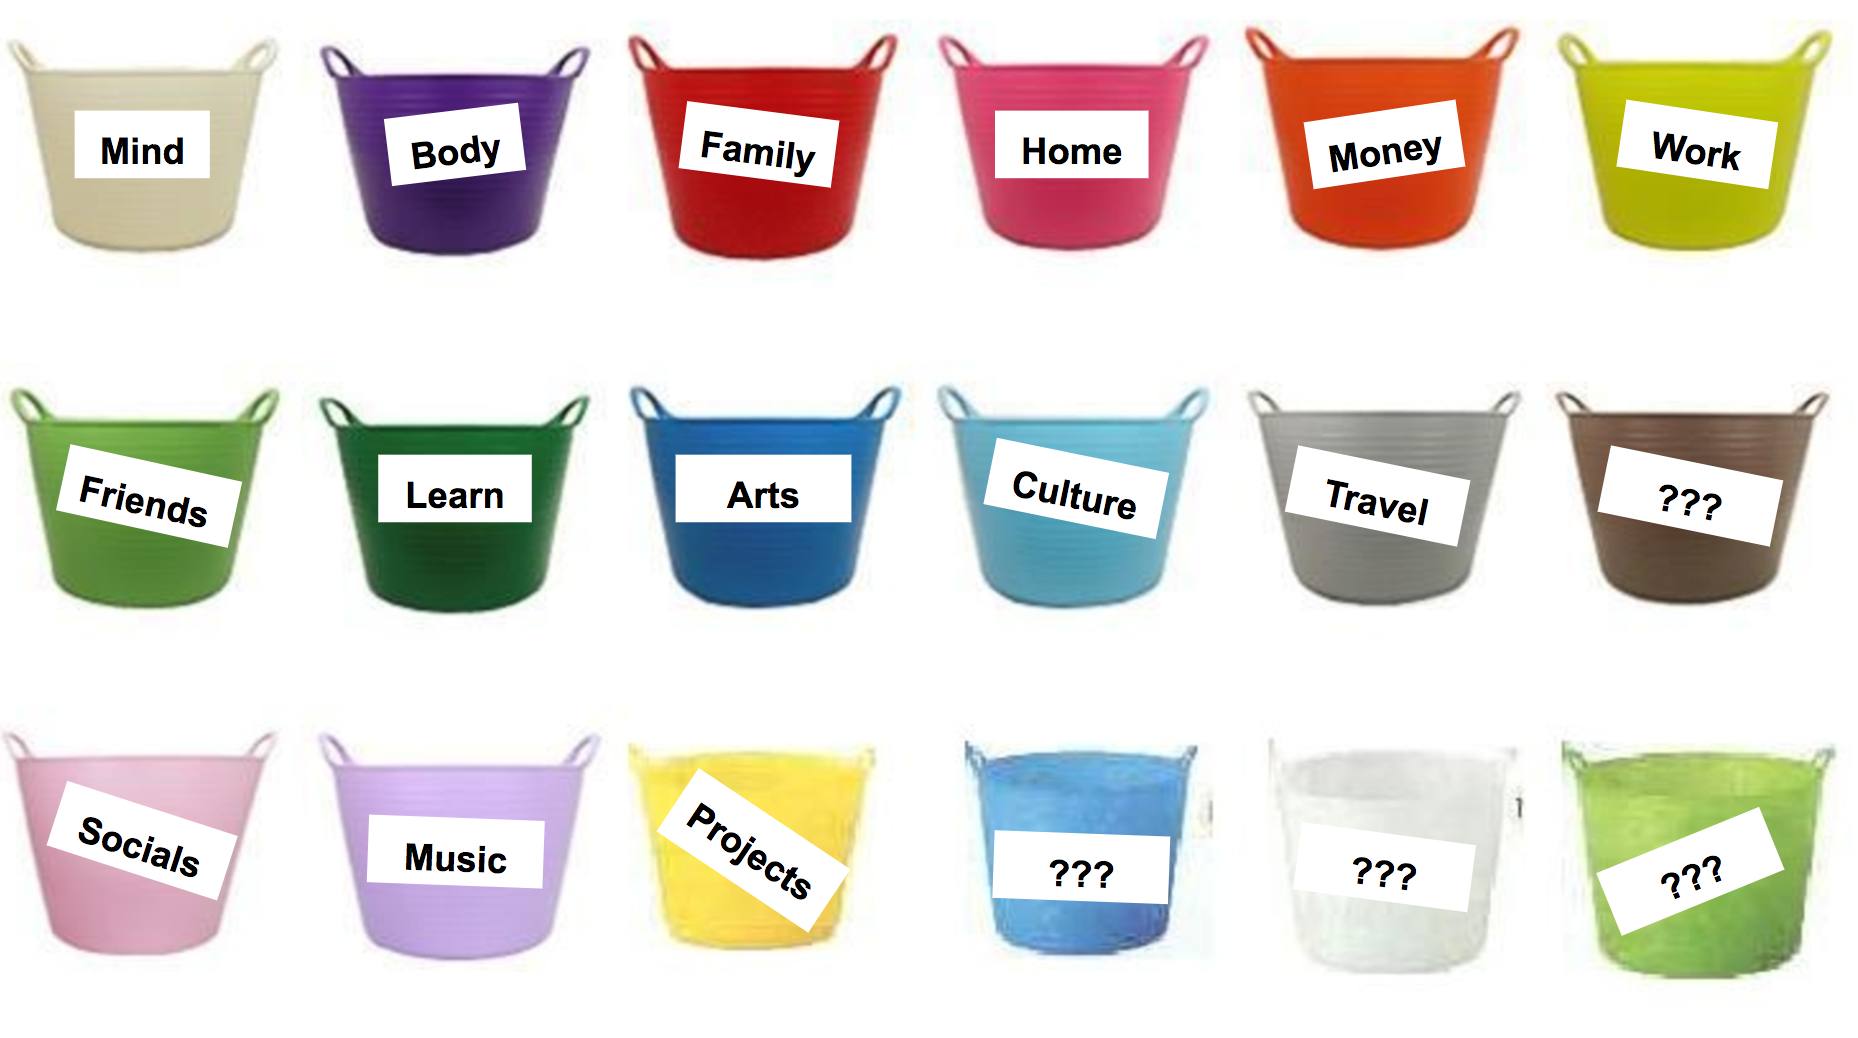 Mind
Body
Family
Home
Money
Work
Friends
Learn
Arts
Culture
Travel
???
Socials
Music
Projects
???
???
???